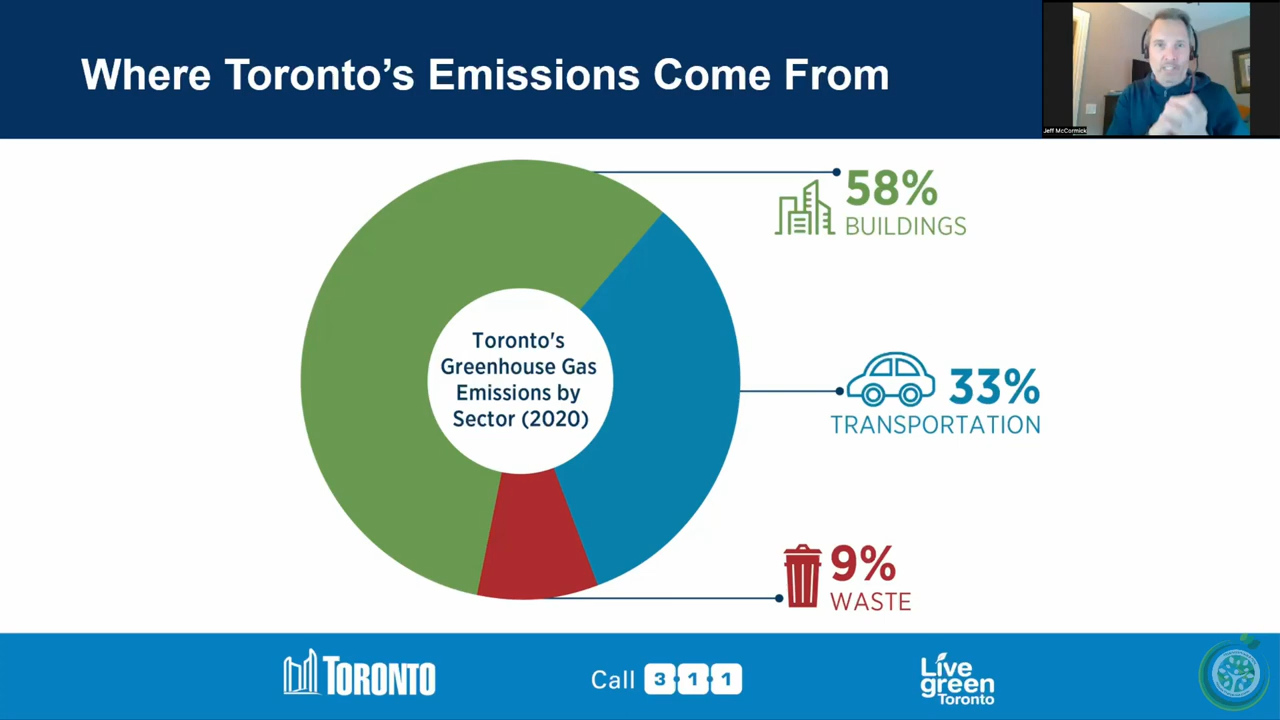 Where Toronto's Emissions Come From
Jeff McCormick
58%
BUILDINGS
Toronto's
Greenhouse Gas
Emissions by
Sector (2020)
33%
TRANSPORTATION
9%
WASTE
TORONTO
Call 3 1 1
Live
green
Toronto